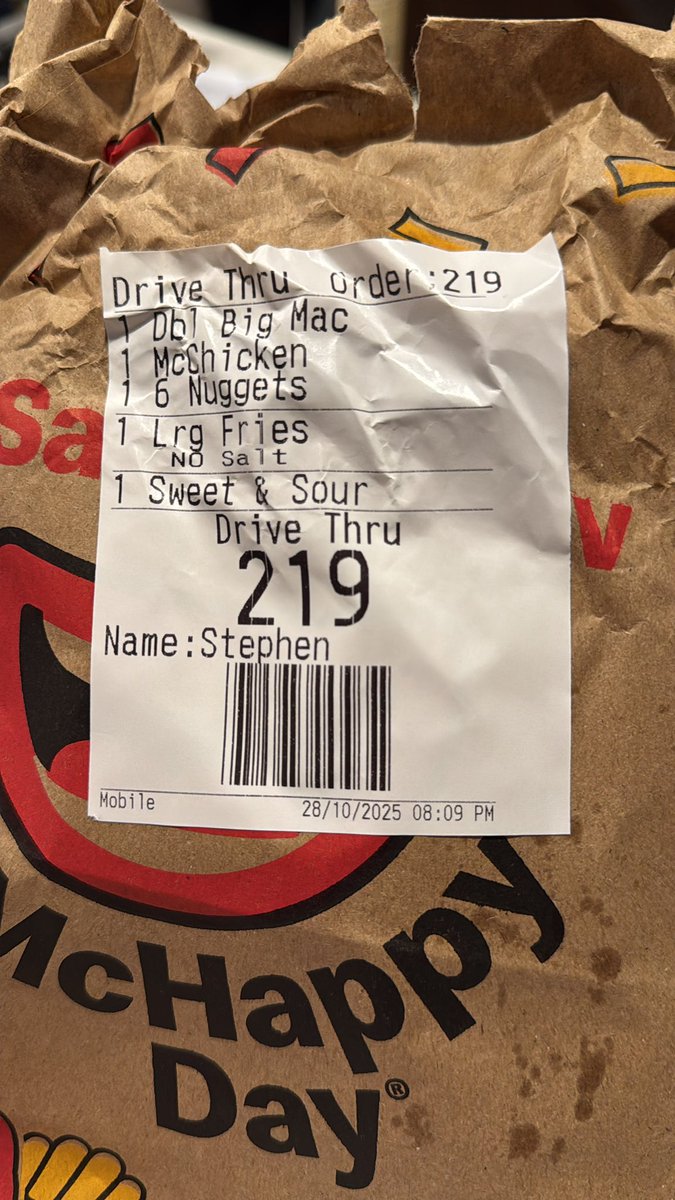 Drive Thru Order:219
1 Dbl Big Mac
1 McChicken
1 6 Nuggets
1 Lrg Fries
NO Salt
1 Sweet & Sour
Drive Thru
219
Name:Stephen
Mobile 28/10/2025 08:09 PM
McHappy
Day®